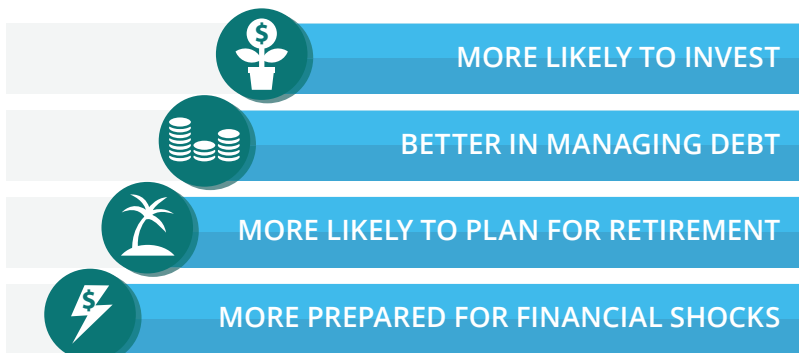 $
MORE LIKELY TO INVEST
BETTER IN MANAGING DEBT
MORE LIKELY TO PLAN FOR RETIREMENT
$
MORE PREPARED FOR FINANCIAL SHOCKS